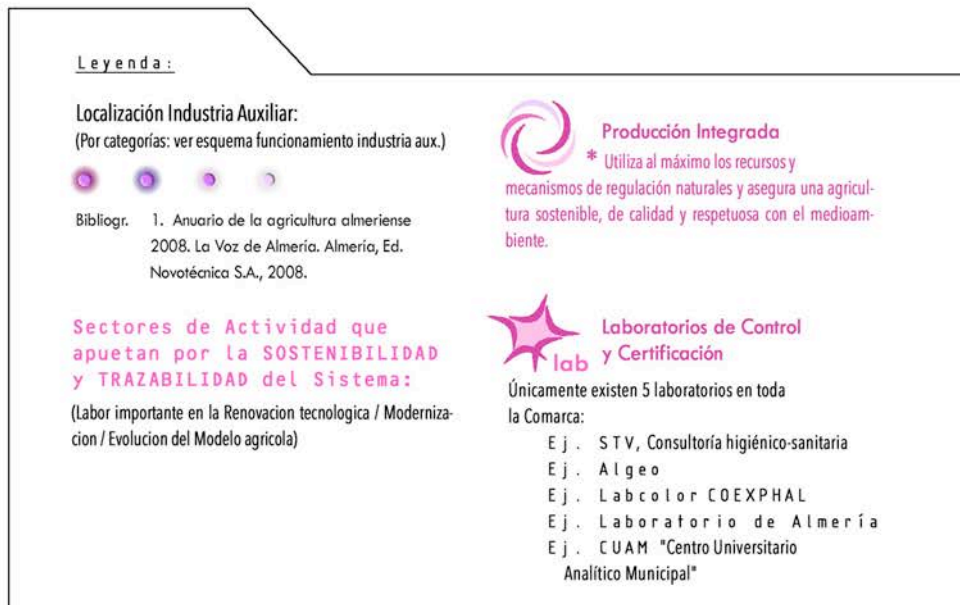 Leyenda:
Localización Industria Auxiliar:
(Por categorías: ver esquema funcionamiento industria aux.)
Bibliogr. 1. Anuario de la agricultura almeriense
2008. La Voz de Almería. Almería, Ed.
Novotécnica S.A., 2008.
Sectores de Actividad que
apuetan por la SOSTENIBILIDAD
y TRAZABILIDAD del Sistema:
(Labor importante en la Renovacion tecnologica / Moderniza-
cion / Evolucion del Modelo agricola)
Producción Integrada
* Utiliza al máximo los recursos y
mecanismos de regulación naturales y asegura una agricul-
tura sostenible, de calidad y respetuosa con el medioam-
biente.
lab
Laboratorios de Control
y Certificación
Únicamente existen 5 laboratorios en toda
la Comarca:
Ej. STV, Consultoría higiénico-sanitaria
Ej. Algeo
Ej. Labcolor COEXPHAL
Ej. Laboratorio de Almería
Ej. CUAM "Centro Universitario
Analítico Municipal"